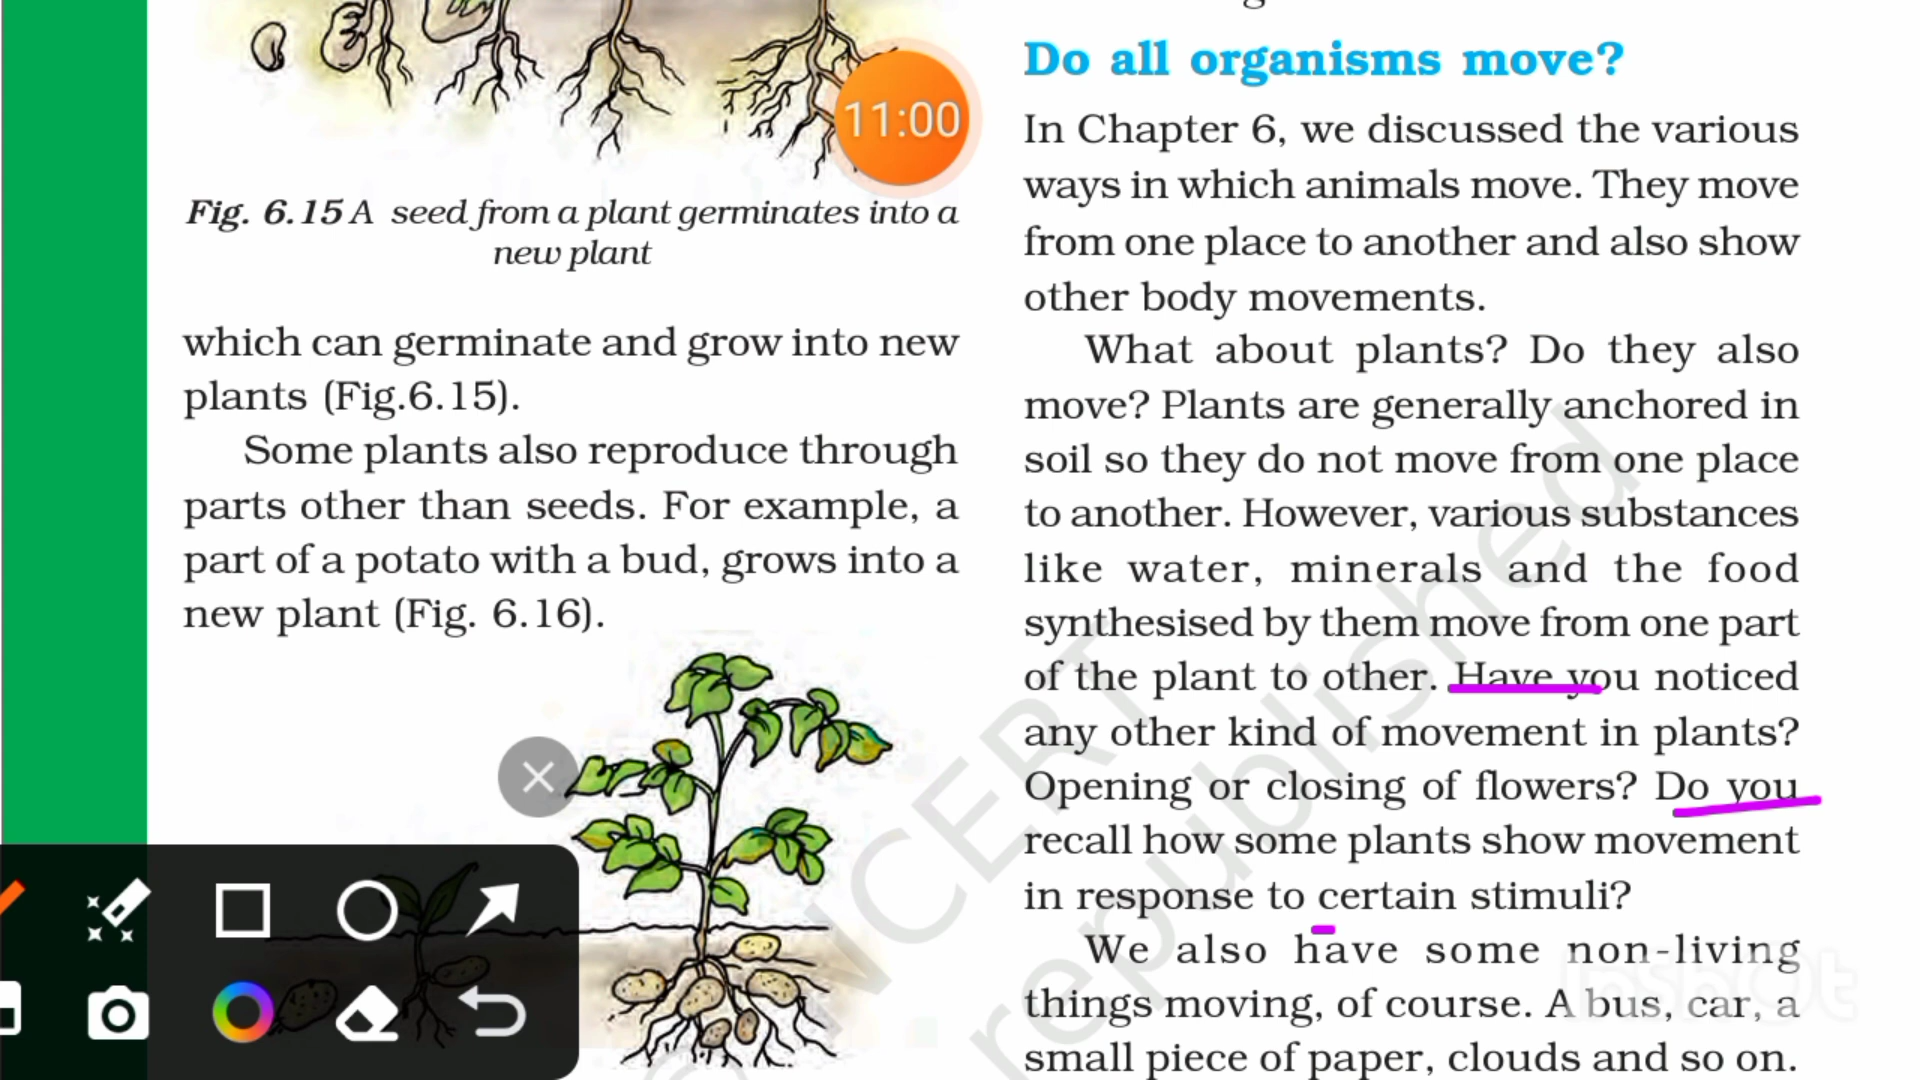 11:00
Fig. 6.15 A seed from a plant germinates into a
new plant
which can germinate and grow into new
plants (Fig.6.15).
Some plants also reproduce through
parts other than seeds. For example, a
part of a potato with a bud, grows into a
new plant (Fig. 6.16).
Do all organisms move?
In Chapter 6, we discussed the various
ways in which animals move. They move
from one place to another and also show
other body movements.
What about plants? Do they also
move? Plants are generally anchored in
soil so they do not move from one place
to another. However, various substances
like water, minerals and the food
synthesised by them move from one part
of the plant to other. Have you noticed
any other kind of movement in plants?
Opening or closing of flowers? Do you
recall how some plants show movement
in response to certain stimuli?
We also have some non-living
things moving, of course. A bus, car, a
small piece of paper, clouds and so on.
NCERT
republished
InShOt